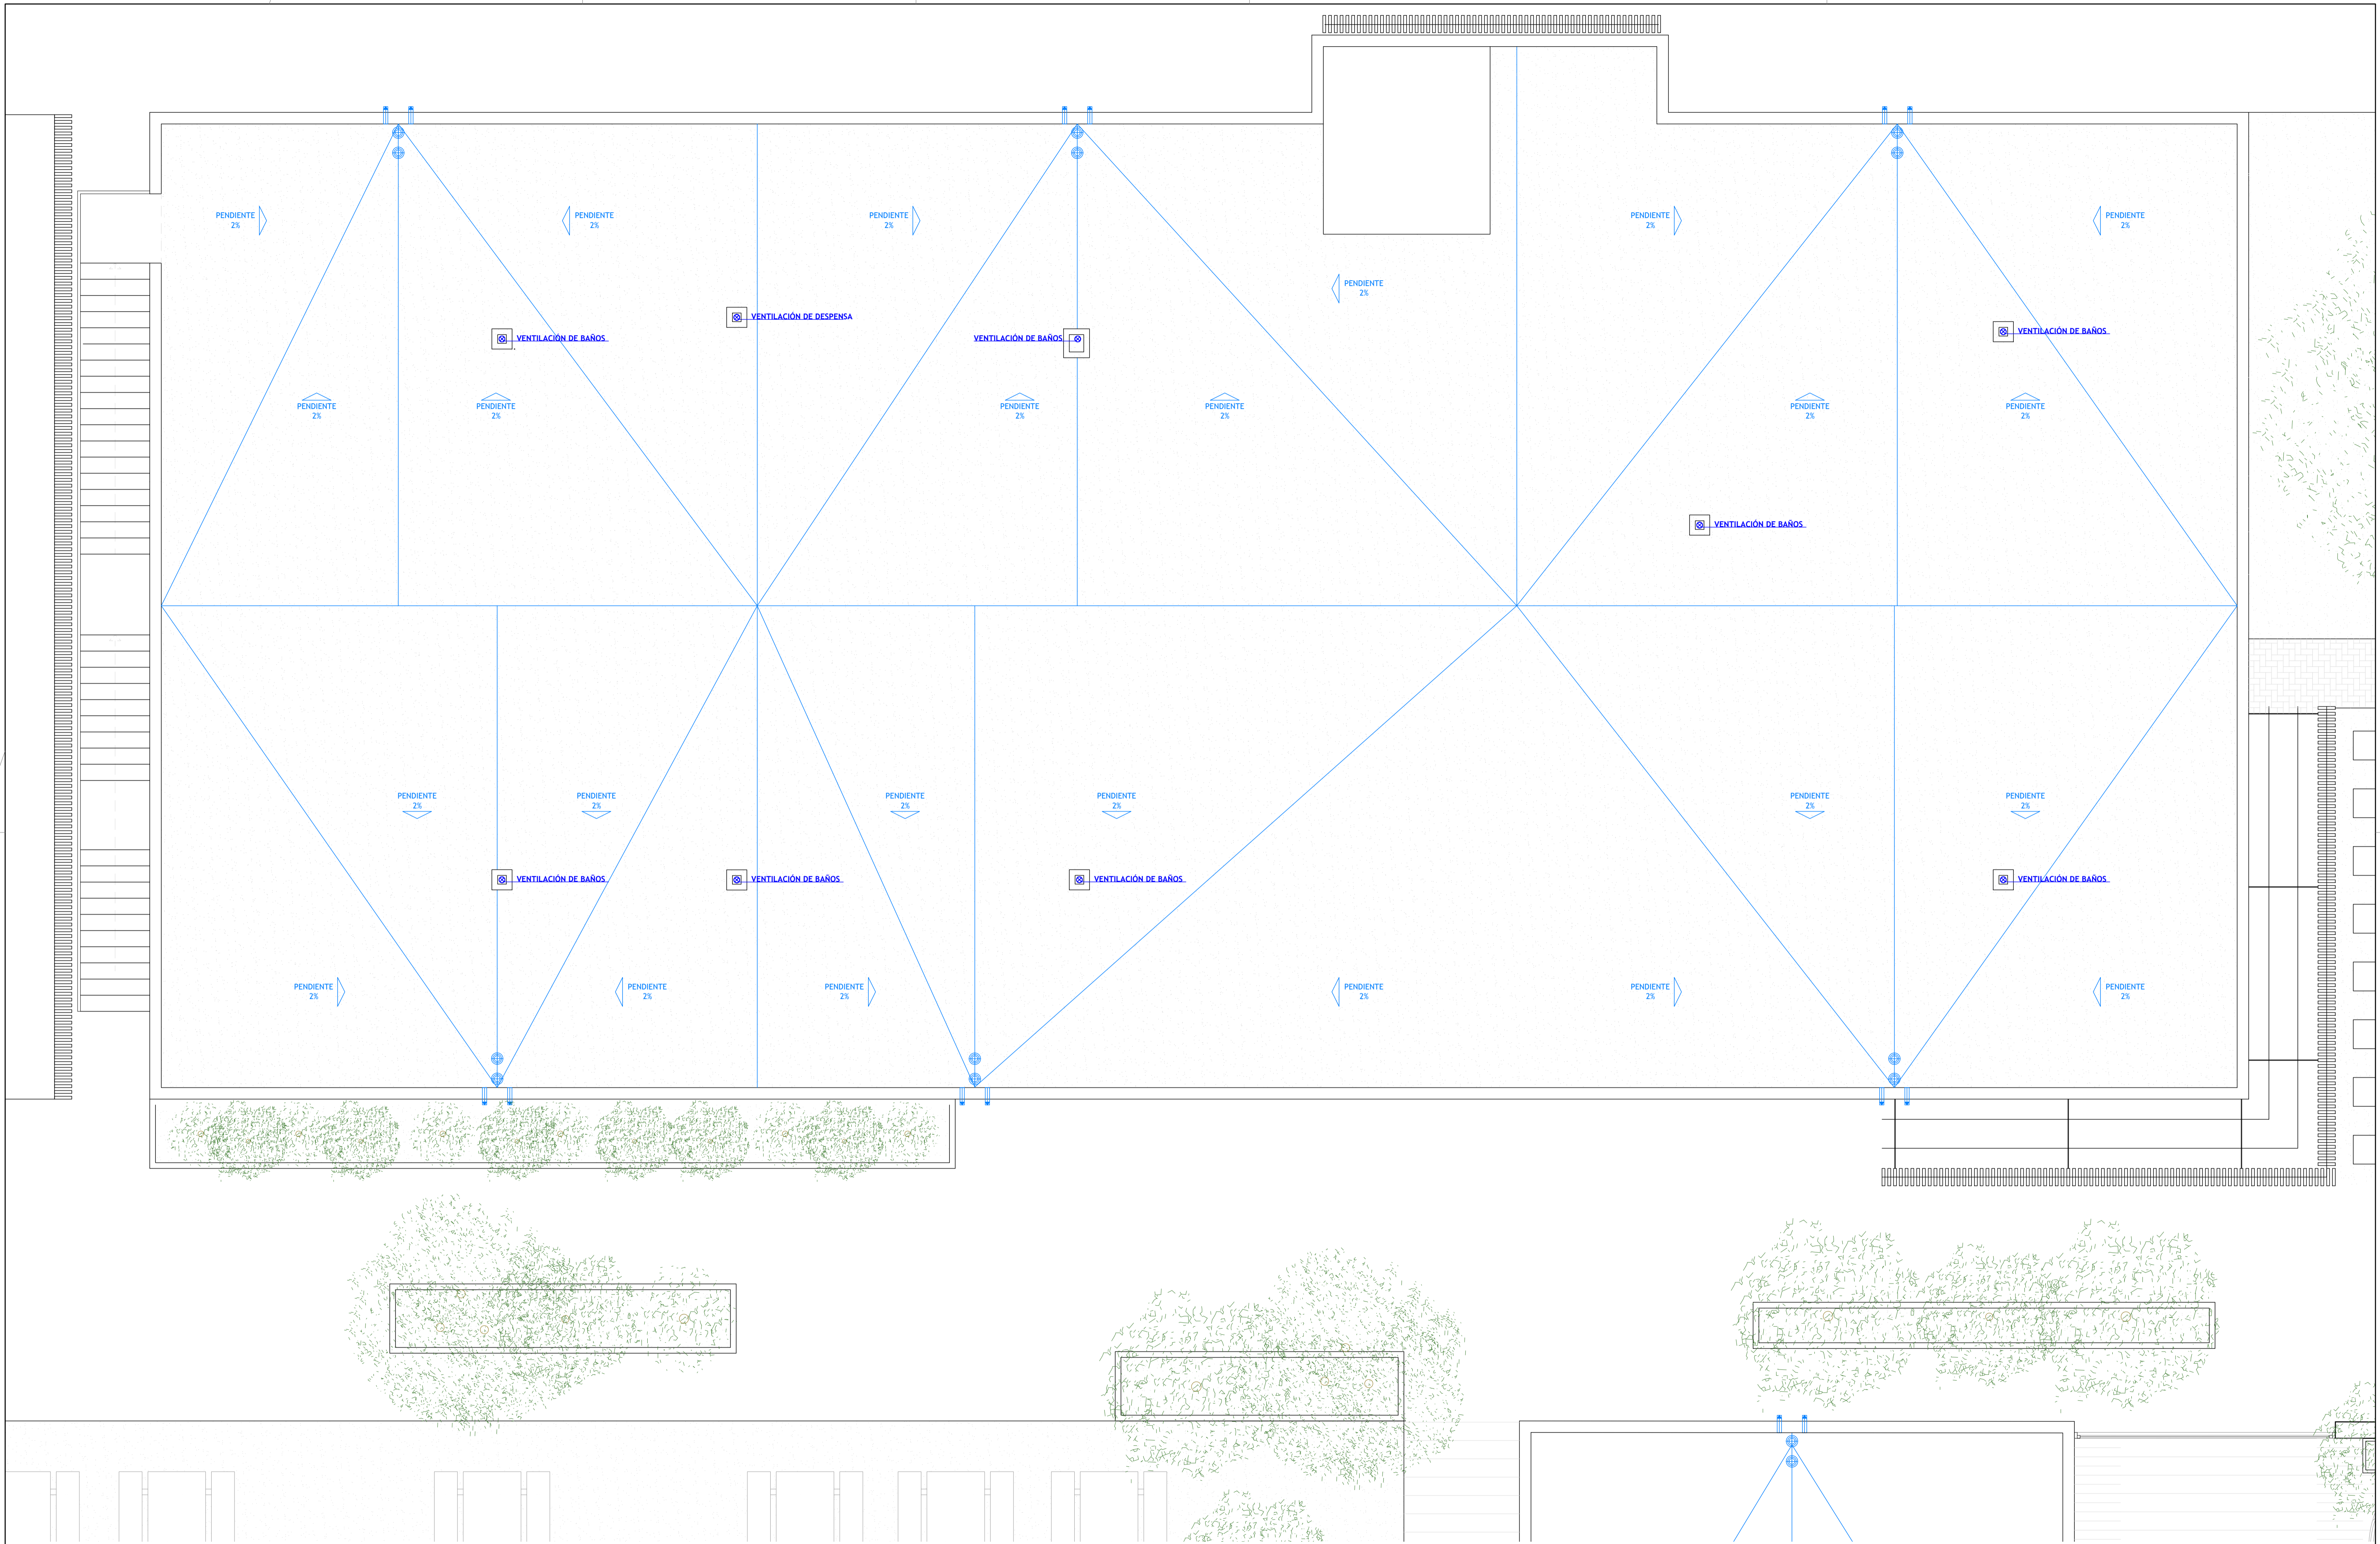 PENDIENTE
2%
PENDIENTE
2%
PENDIENTE
2%
PENDIENTE
2%
PENDIENTE
2%
PENDIENTE
2%
VENTILACIÓN DE DESPENSA
VENTILACIÓN DE BAÑOS
VENTILACIÓN DE BAÑOS
VENTILACIÓN DE BAÑOS
PENDIENTE
2%
PENDIENTE
2%
PENDIENTE
2%
PENDIENTE
2%
PENDIENTE
2%
PENDIENTE
2%
VENTILACIÓN DE BAÑOS
PENDIENTE
2%
PENDIENTE
2%
PENDIENTE
2%
PENDIENTE
2%
PENDIENTE
2%
PENDIENTE
2%
VENTILACIÓN DE BAÑOS
VENTILACIÓN DE BAÑOS
VENTILACIÓN DE BAÑOS
VENTILACIÓN DE BAÑOS
PENDIENTE
2%
PENDIENTE
2%
PENDIENTE
2%
PENDIENTE
2%
PENDIENTE
2%
PENDIENTE
2%